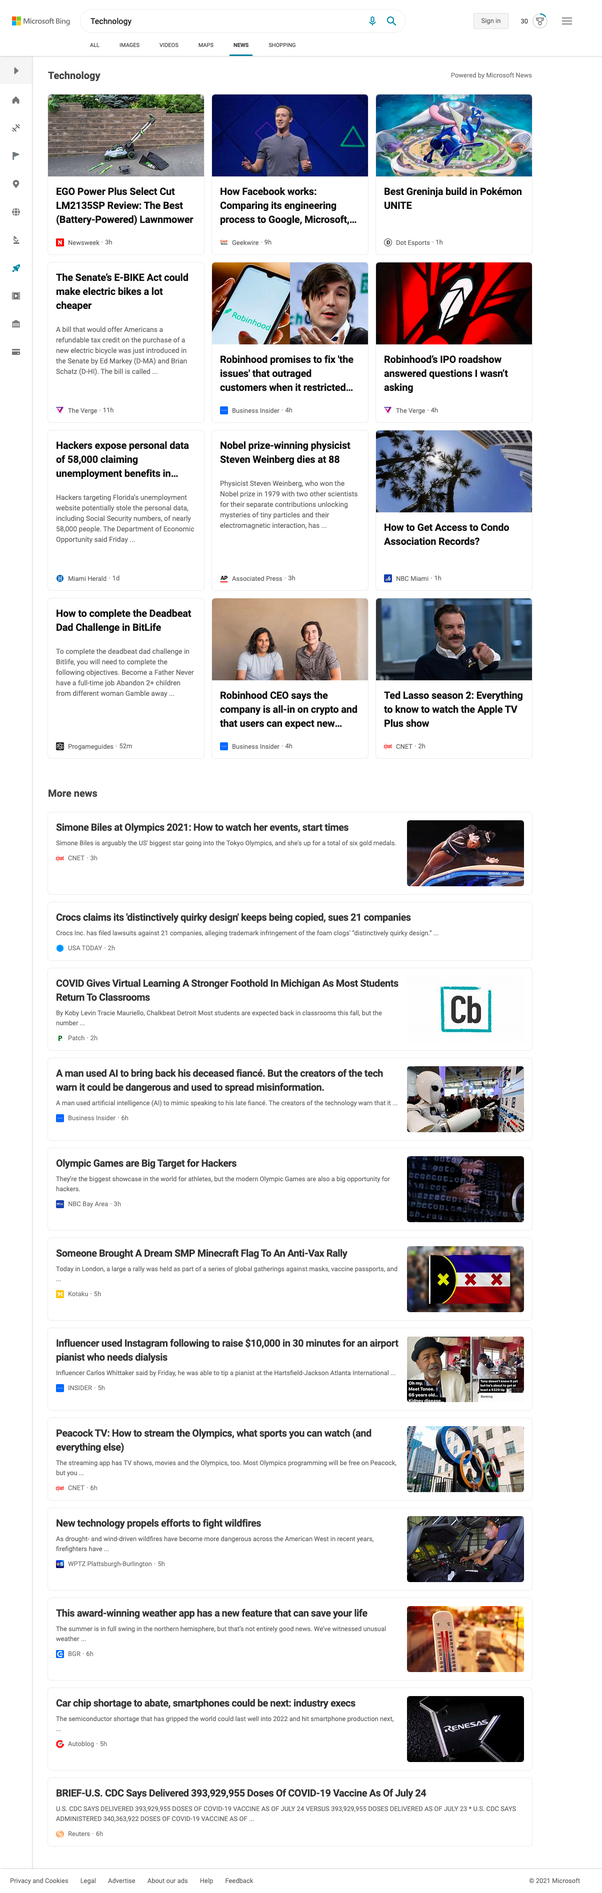 Microsoft Bing
Technology
Sign in
30
ALL
IMAGES
VIDEOS
MAPS
NEWS
SHOPPING
Technology
Powered by Microsoft News
EGO Power Plus Select Cut
LM2135SP Review: The Best
(Battery-Powered) Lawnmower
Newsweek · 3h
How Facebook works:
Comparing its engineering
process to Google, Microsoft,...
Geekwire · 9h
Best Greninja build in Pokémon
UNITE
Dot Esports · 1h
The Senate's E-BIKE Act could
make electric bikes a lot
cheaper
A bill that would offer Americans a
refundable tax credit on the purchase of a
new electric bicycle was just introduced in
the Senate by Ed Markey (D-MA) and Brian
Schatz (D-HI). The bill is called ...
The Verge · 11h
Robinhood
Robinhood promises to fix 'the
issues' that outraged
customers when it restricted...
Business Insider · 4h
Robinhood's IPO roadshow
answered questions I wasn't
asking
The Verge · 4h
Hackers expose personal data
of 58,000 claiming
unemployment benefits in...
Hackers targeting Florida's unemployment
website potentially stole the personal data,
including Social Security numbers, of nearly
58,000 people. The Department of Economic
Opportunity said Friday ...
Miami Herald · 1d
Nobel prize-winning physicist
Steven Weinberg dies at 88
Physicist Steven Weinberg, who won the
Nobel prize in 1979 with two other scientists
for their separate contributions unlocking
mysteries of tiny particles and their
electromagnetic interaction, has ...
AP
Associated Press · 3h
How to Get Access to Condo
Association Records?
NBC Miami · 1h
How to complete the Deadbeat
Dad Challenge in BitLife
To complete the deadbeat dad challenge in
Bitlife, you will need to complete the
following objectives. Become a Father Never
have a full-time job Abandon 2+ children
from different woman Gamble away ...
Progameguides · 52m
Robinhood CEO says the
company is all-in on crypto and
that users can expect new...
Business Insider · 4h
Ted Lasso season 2: Everything
to know to watch the Apple TV
Plus show
CNET · 2h
More news
Simone Biles at Olympics 2021: How to watch her events, start times
Simone Biles is arguably the US' biggest star going into the Tokyo Olympics, and she's up for a total of six gold medals.
CNET · 3h
Crocs claims its 'distinctively quirky design' keeps being copied, sues 21 companies
Crocs Inc. has filed lawsuits against 21 companies, alleging trademark infringement of the foam clogs' "distinctively quirky design." ...
USA TODAY · 2h
COVID Gives Virtual Learning A Stronger Foothold In Michigan As Most Students
Return To Classrooms
By Koby Levin Tracie Mauriello, Chalkbeat Detroit Most students are expected back in classrooms this fall, but the
number ...
P
Patch · 2h
Cb
A man used AI to bring back his deceased fiancé. But the creators of the tech
warn it could be dangerous and used to spread misinformation.
A man used artificial intelligence (AI) to mimic speaking to his late fiancé. The creators of the technology warn that it ...
Business Insider · 6h
Olympic Games are Big Target for Hackers
They're the biggest showcase in the world for athletes, but the modern Olympic Games are also a big opportunity for
hackers.
NBC Bay Area · 3h
Someone Brought A Dream SMP Minecraft Flag To An Anti-Vax Rally
Today in London, a large a rally was held as part of a series of global gatherings against masks, vaccine passports, and
...
Kotaku · 5h
Influencer used Instagram following to raise $10,000 in 30 minutes for an airport
pianist who needs dialysis
Influencer Carlos Whittaker said by Friday, he was able to tip a pianist at the Hartsfield-Jackson Atlanta International ...
INSIDER · 5h
Oh my.
Meet Tonee.
66 years old...
Peacock TV: How to stream the Olympics, what sports you can watch (and
everything else)
The streaming app has TV shows, movies and the Olympics, too. Most Olympics programming will be free on Peacock,
but you ...
CNET · 6h
New technology propels efforts to fight wildfires
As drought- and wind-driven wildfires have become more dangerous across the American West in recent years,
firefighters have ...
WPTZ Plattsburgh-Burlington · 5h
This award-winning weather app has a new feature that can save your life
The summer is in full swing in the northern hemisphere, but that's not entirely good news. We've witnessed unusual
weather ...
BGR · 6h
Car chip shortage to abate, smartphones could be next: industry execs
The semiconductor shortage that has gripped the world could last well into 2022 and hit smartphone production next,
...
Autoblog · 5h
RENESAS
BRIEF-U.S. CDC Says Delivered 393,929,955 Doses Of COVID-19 Vaccine As Of July 24
U.S. CDC SAYS DELIVERED 393,929,955 DOSES OF COVID-19 VACCINE AS OF JULY 24 VERSUS 393,929,955 DOSES DELIVERED AS OF JULY 23 * U.S. CDC SAYS
ADMINISTERED 340,363,922 DOSES OF COVID-19 VACCINE AS OF ...
Reuters · 6h
Privacy and Cookies
Legal
Advertise
About our ads
Help
Feedback
© 2021 Microsoft